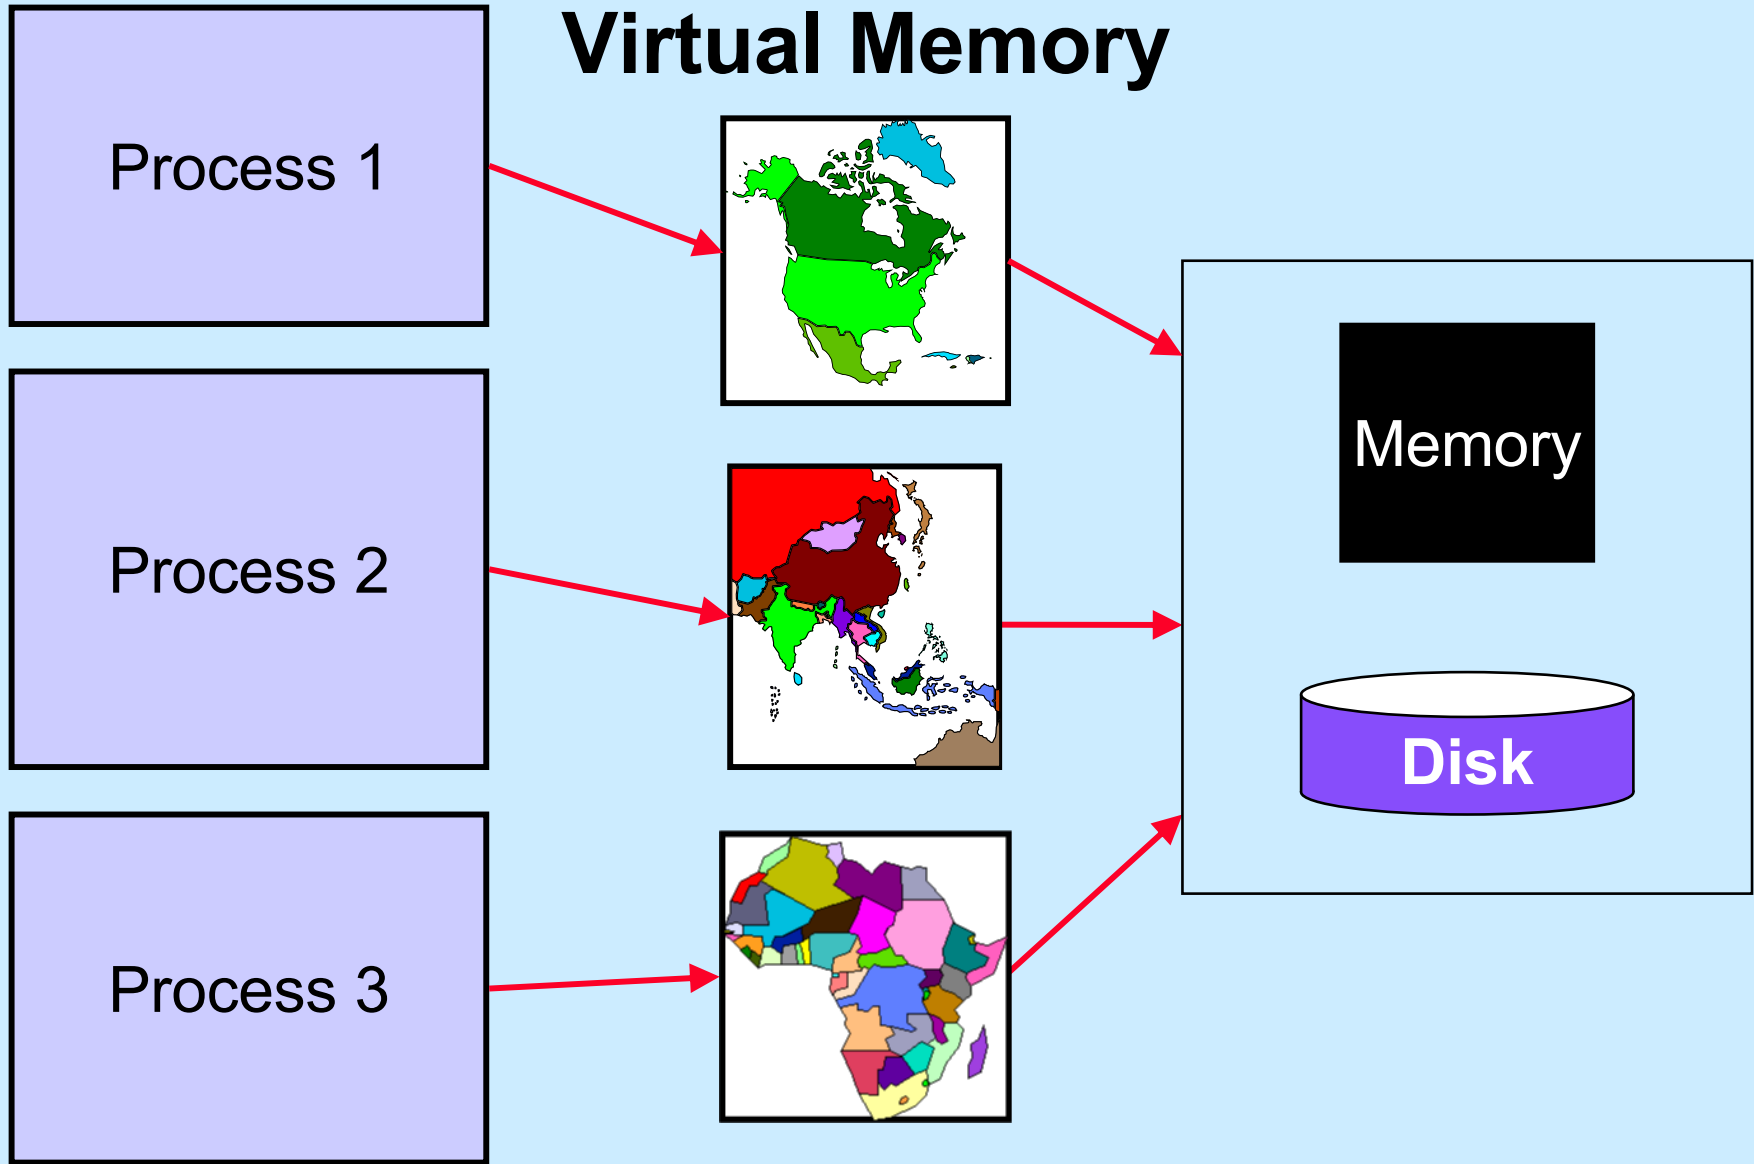 Virtual Memory
Process 1
Process 2
Process 3
Memory
Disk